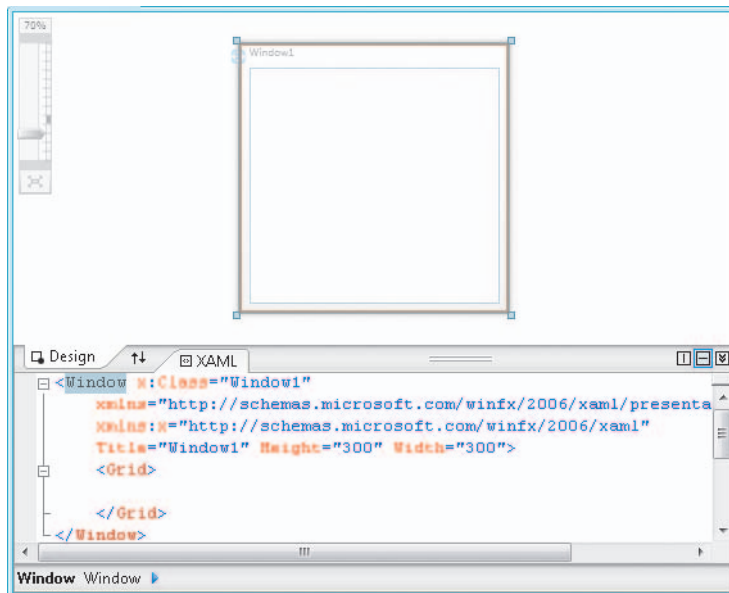 70%
Window1
Design XAML
<Window x:Class="Window1"
xmlns="http://schemas.microsoft.com/winfx/2006/xaml/presenta
xmlns:x="http://schemas.microsoft.com/winfx/2006/xaml"
Title="Window1" Height="300" Width="300">
<Grid>
</Grid>
</Window>
Window Window